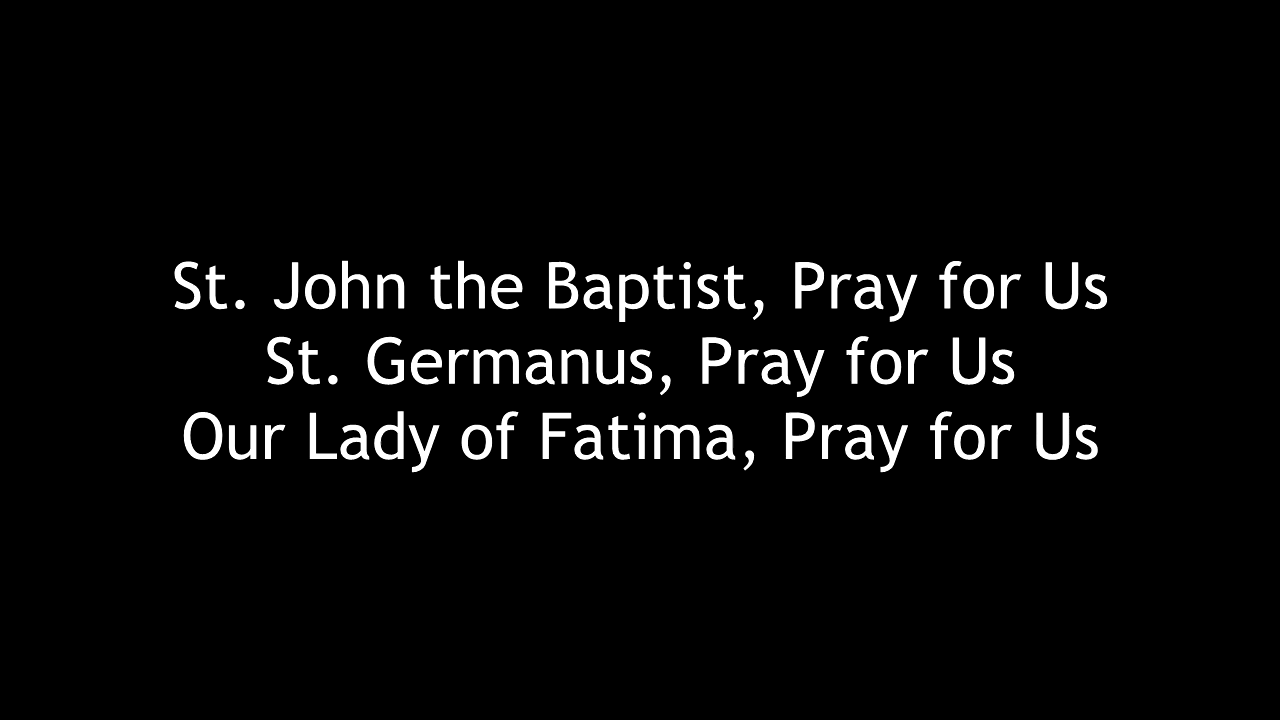 St. John the Baptist, Pray for Us
St. Germanus, Pray for Us
Our Lady of Fatima, Pray for Us